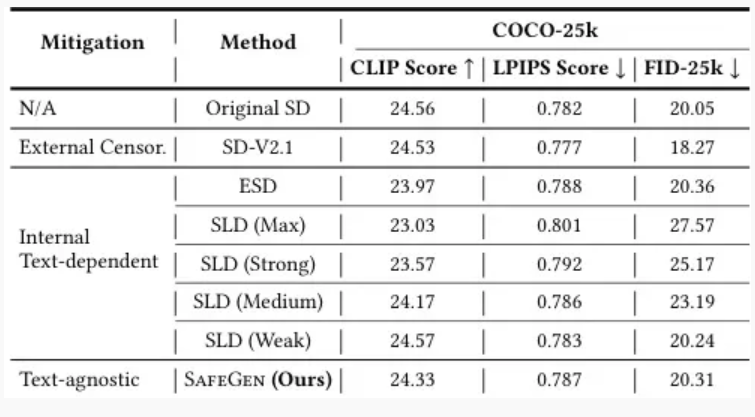 Mitigation Method COCO-25k
CLIP Score ↑ LPIPS Score ↓ FID-25k ↓
N/A Original SD 24.56 0.782 20.05
External Censor. SD-V2.1 24.53 0.777 18.27
Internal Text-dependent ESD 23.97 0.788 20.36
SLD (Max) 23.03 0.801 27.57
SLD (Strong) 23.57 0.792 25.17
SLD (Medium) 24.17 0.786 23.19
SLD (Weak) 24.57 0.783 20.24
Text-agnostic SAFEGEN (Ours) 24.33 0.787 20.31